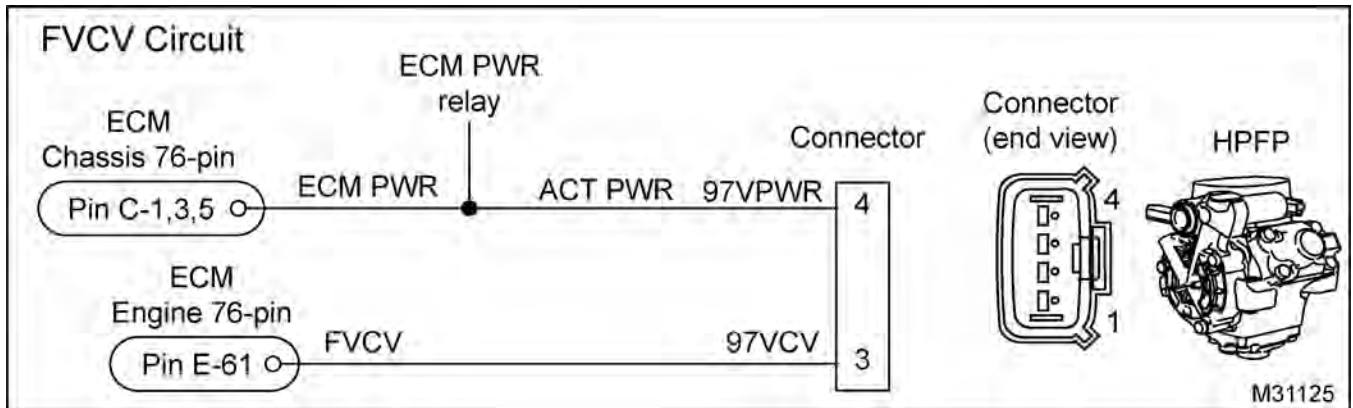 FVCV Circuit
ECM PWR
relay
ECM
Chassis 76-pin
Pin C-1,3,5
ECM PWR
ACT PWR
97VPWR
Connector
4
Connector
(end view)
4
1
HPFP
ECM
Engine 76-pin
Pin E-61
FVCV
97VCV
3
M31125